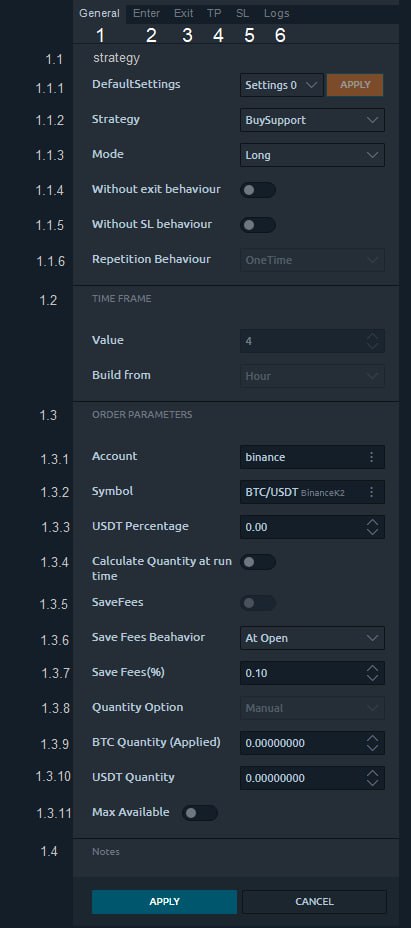 General Enter Exit TP SL Logs
1 2 3 4 5 6
1.1 strategy
1.1.1 DefaultSettings Settings 0 APPLY
1.1.2 Strategy BuySupport
1.1.3 Mode Long
1.1.4 Without exit behaviour
1.1.5 Without SL behaviour
1.1.6 Repetition Behaviour OneTime
1.2 TIME FRAME
Value 4
Build from Hour
1.3 ORDER PARAMETERS
1.3.1 Account binance
1.3.2 Symbol BTC/USDT BinanceK2
1.3.3 USDT Percentage 0.00
1.3.4 Calculate Quantity at run
time
1.3.5 SaveFees
1.3.6 Save Fees Beahavior At Open
1.3.7 Save Fees(%) 0.10
1.3.8 Quantity Option Manual
1.3.9 BTC Quantity (Applied) 0.00000000
1.3.10 USDT Quantity 0.00000000
1.3.11 Max Available
1.4 Notes
APPLY CANCEL